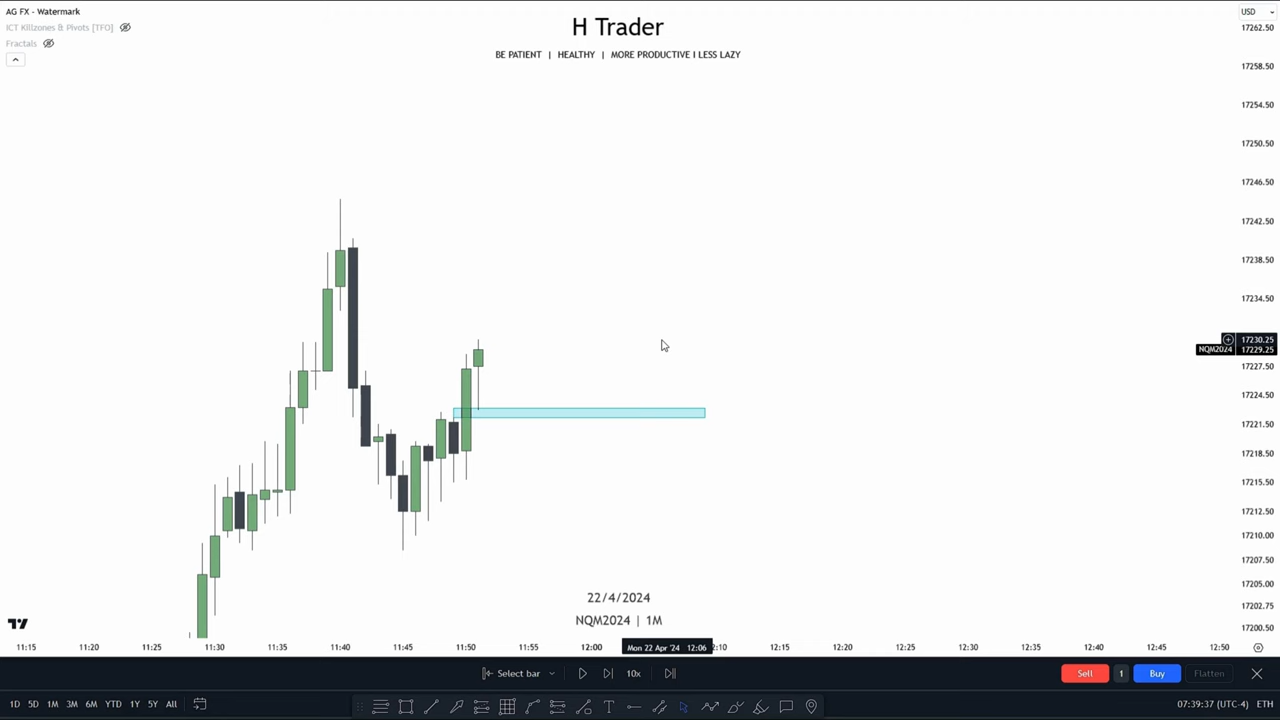 AG FX - Watermark
ICT Killzones & Pivots [TFO]
Fractals
H Trader
BE PATIENT | HEALTHY | MORE PRODUCTIVE I LESS LAZY
USD
17262.50
17258.50
17254.50
17250.50
17246.50
17242.50
17238.50
17234.50
17230.25
NQM2024 17229.25
17227.50
17224.50
17221.50
17218.50
17215.50
17212.50
17210.00
17207.50
17205.00
17202.75
17200.50
22/4/2024
NQM2024 | 1M
11:15 11:20 11:25 11:30 11:35 11:40 11:45 11:50 11:55 12:00 Mon 22 Apr '24 12:06 2:10 12:15 12:20 12:25 12:30 12:35 12:40 12:45 12:50
Select bar 10x Sell 1 Buy Flatten
1D 5D 1M 3M 6M YTD 1Y 5Y All 07:39:37 (UTC-4) ETH